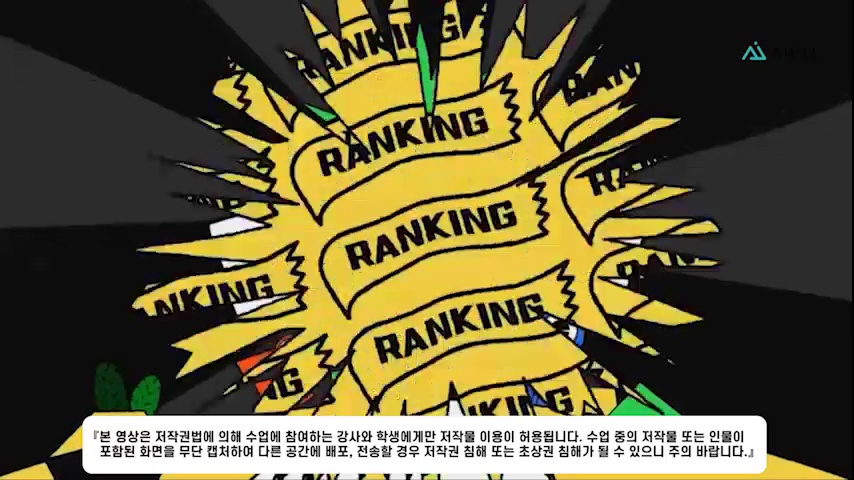 RANKING
RANKING
RANKING
RANKING
RANKING
『본 영상은 저작권법에 의해 수업에 참여하는 강사와 학생에게만 저작물 이용이 허용됩니다. 수업 중의 저작물 또는 인물이
포함된 화면을 무단 캡처하여 다른 공간에 배포, 전송할 경우 저작권 침해 또는 초상권 침해가 될 수 있으니 주의 바랍니다.』